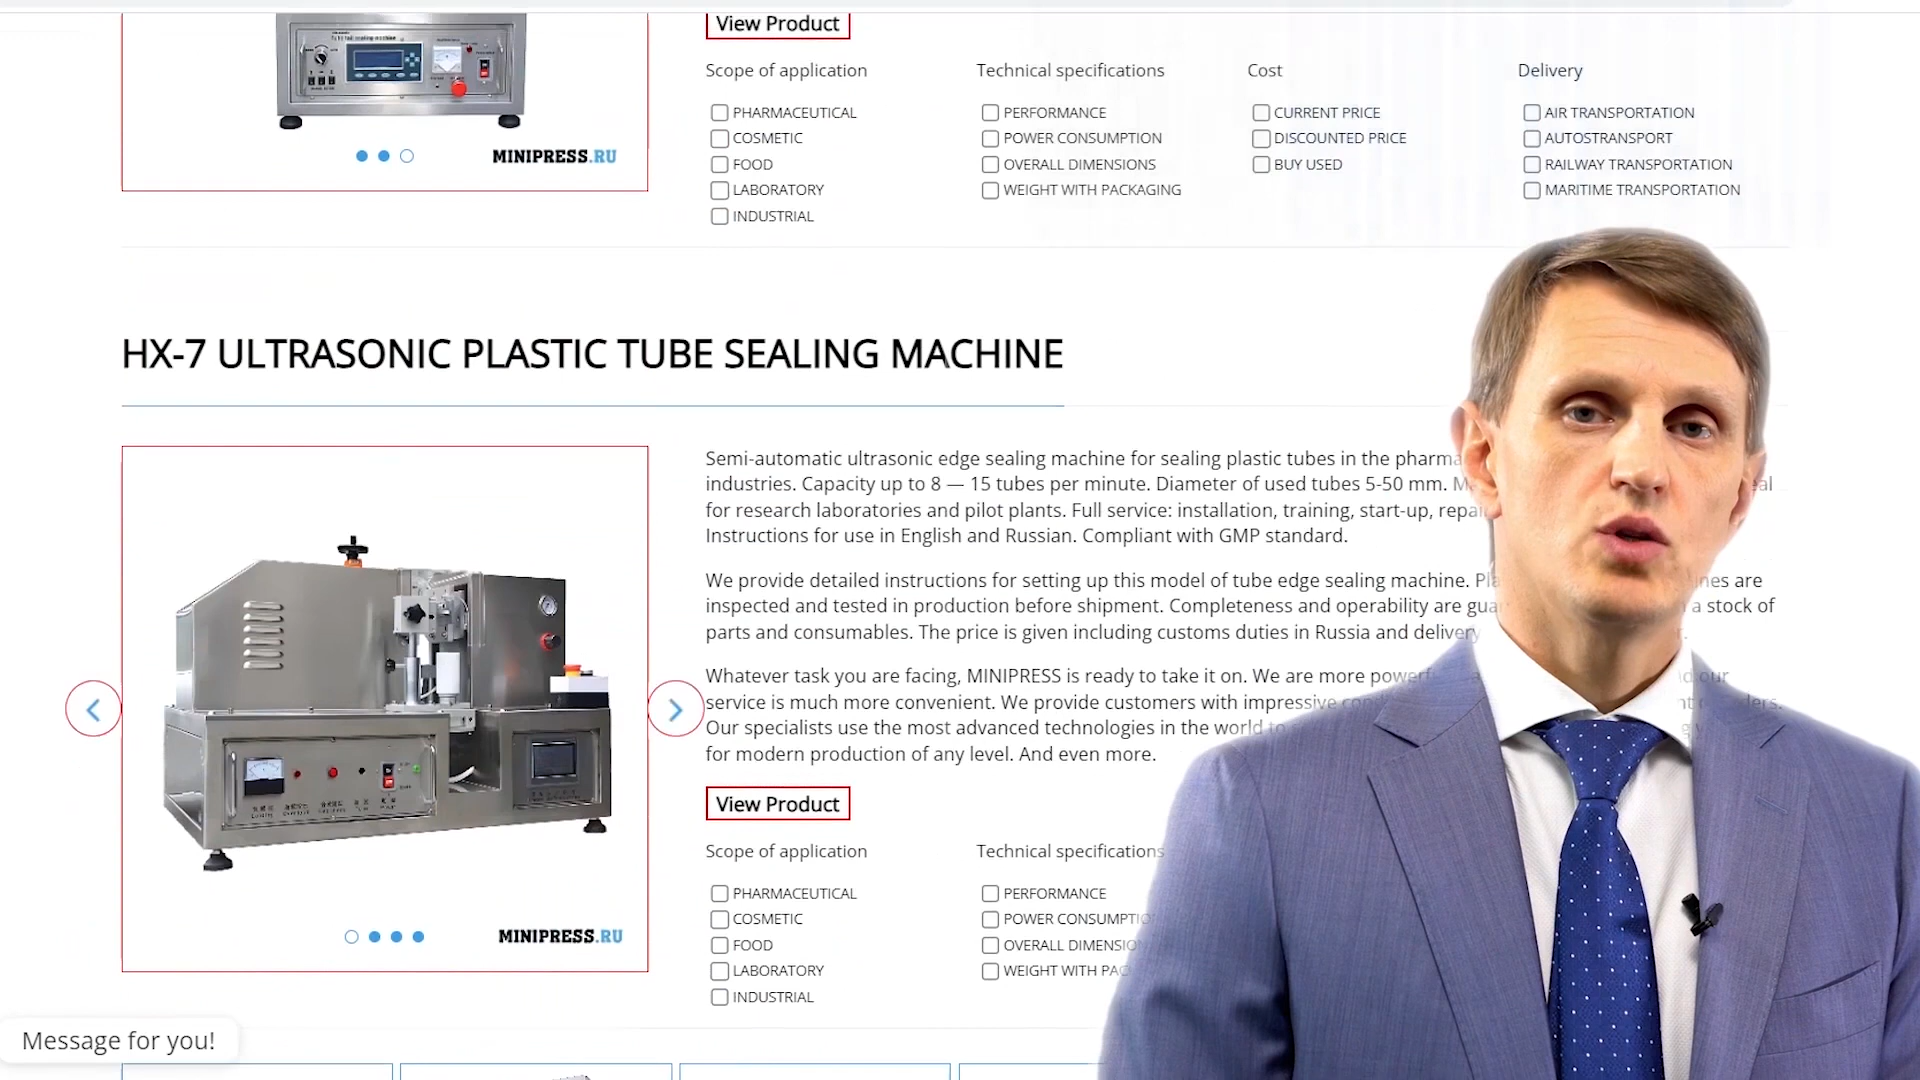 View Product
Scope of application
Technical specifications
Cost
Delivery
PHARMACEUTICAL
PERFORMANCE
CURRENT PRICE
AIR TRANSPORTATION
COSMETIC
POWER CONSUMPTION
DISCOUNTED PRICE
AUTOSTRANSPORT
FOOD
OVERALL DIMENSIONS
BUY USED
RAILWAY TRANSPORTATION
LABORATORY
WEIGHT WITH PACKAGING
MARITIME TRANSPORTATION
INDUSTRIAL
MINIPRESS.RU
HX-7 ULTRASONIC PLASTIC TUBE SEALING MACHINE
Semi-automatic ultrasonic edge sealing machine for sealing plastic tubes in the
industries. Capacity up to 8 — 15 tubes per minute. Diameter of used tubes 5-50 mm.
for research laboratories and pilot plants. Full service: installation, training, start-up,
Instructions for use in English and Russian. Compliant with GMP standard.
We provide detailed instructions for setting up this model of tube edge sealing machine. are
inspected and tested in production before shipment. Completeness and operability are a stock of
parts and consumables. The price is given including customs duties in Russia and delivery
Whatever task you are facing, MINIPRESS is ready to take it on. We are more our
service is much more convenient. We provide customers with impressive
Our specialists use the most advanced technologies in the world to
for modern production of any level. And even more.
View Product
Scope of application
Technical specifications
PHARMACEUTICAL
PERFORMANCE
COSMETIC
POWER
FOOD
OVERALL
LABORATORY
WEIGHT WITH
INDUSTRIAL
MINIPRESS.RU
Message for you!